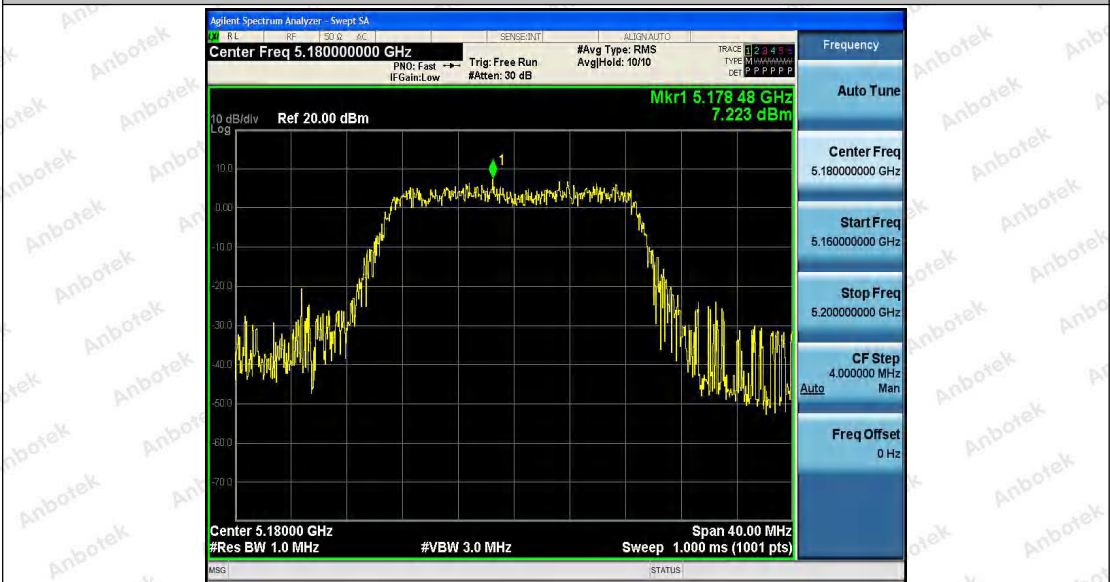 Agilent Spectrum Analyzer - Swept SA
RL RF 50 Ω AC SENSE:INT ALIGNAUTO
Center Freq 5.180000000 GHz
PNO: Fast
IFGain:Low
Trig: Free Run
#Atten: 30 dB
#Avg Type: RMS
Avg|Hold: 10/10
TRACE 1 2 3 4 5 6
TYPE M WWWWW
DET P P P P P P
Mkr1 5.178 48 GHz
7.223 dBm
10 dB/div Ref 20.00 dBm
Log
10.0
0.00
-10.0
-20.0
-30.0
-40.0
-50.0
-60.0
-70.0
1
Center 5.18000 GHz
Span 40.00 MHz
#Res BW 1.0 MHz
#VBW 3.0 MHz
Sweep 1.000 ms (1001 pts)
MSG
STATUS
Frequency
Auto Tune
Center Freq
5.180000000 GHz
Start Freq
5.160000000 GHz
Stop Freq
5.200000000 GHz
CF Step
4.000000 MHz
Auto Man
Freq Offset
0 Hz
Anbotek